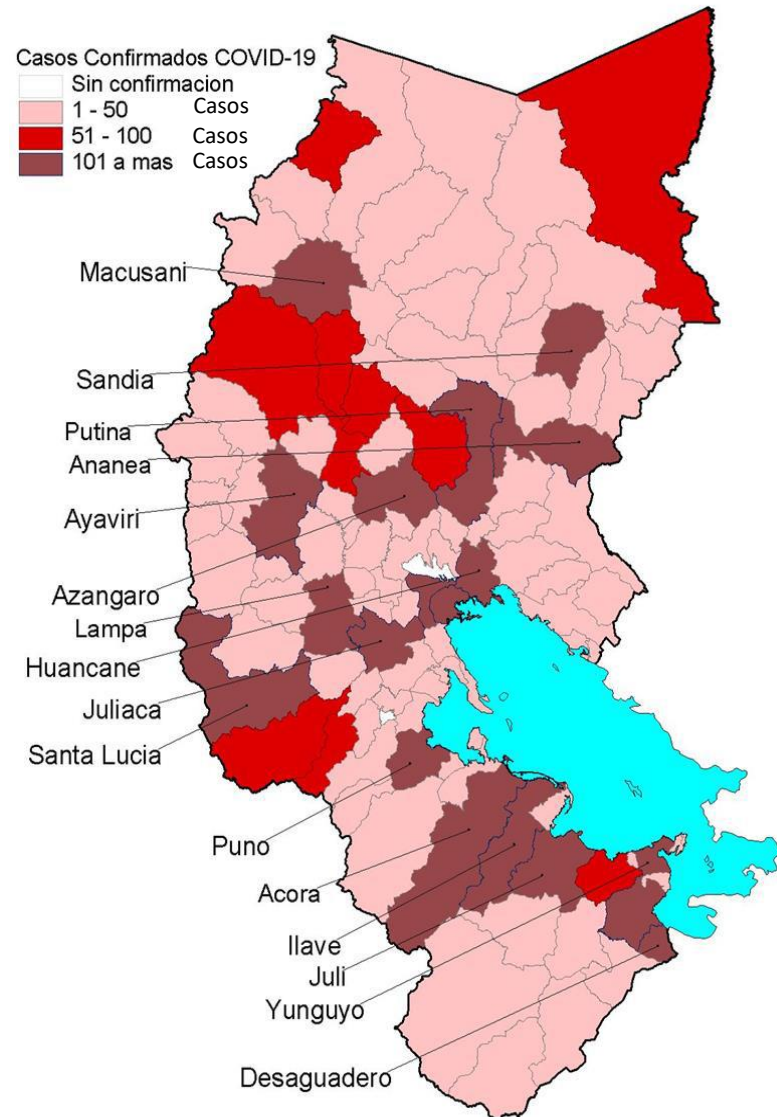 Casos Confirmados COVID-19
Sin confirmacion
1 - 50 Casos
51 - 100 Casos
101 a mas Casos
Macusani
Sandia
Putina
Ananea
Ayaviri
Azangaro
Lampa
Huancane
Juliaca
Santa Lucia
Puno
Acora
Ilave
Juli
Yunguyo
Desaguadero